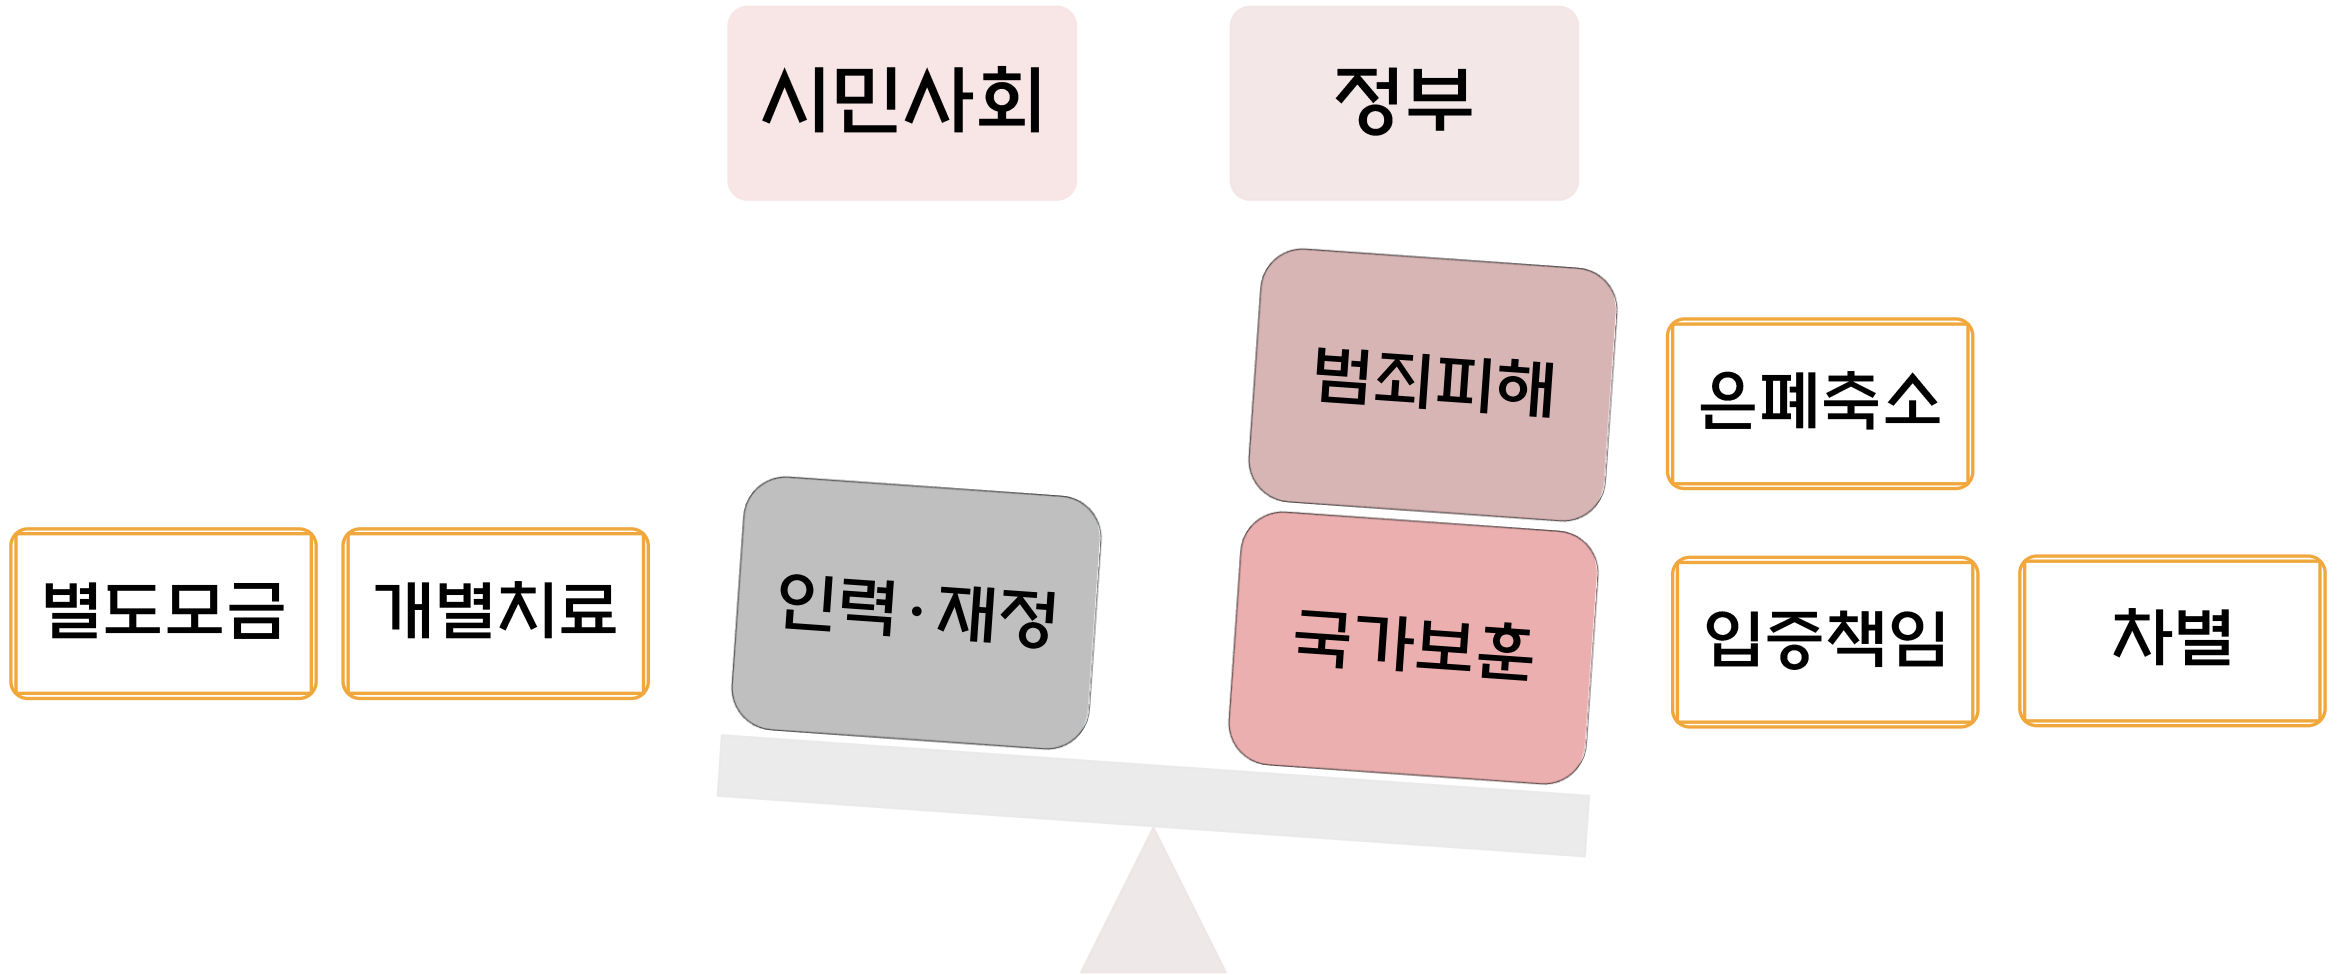 시민사회
정부
범죄피해
은폐축소
별도모금
개별치료
인력·재정
국가보훈
입증책임
차별